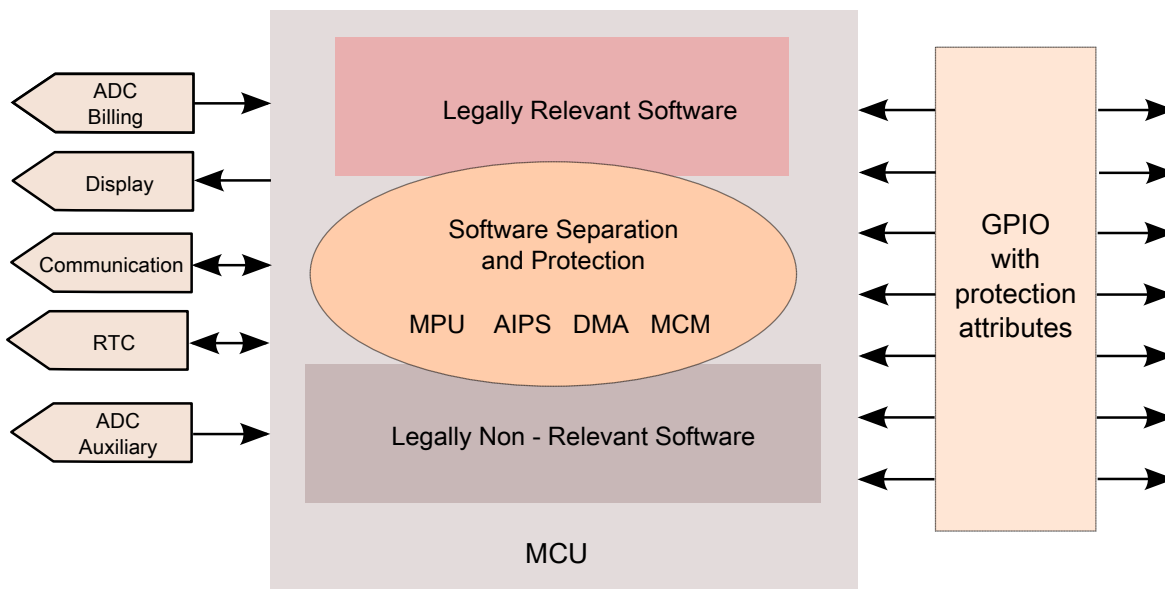 ADC
Billing
Display
Communication
RTC
ADC
Auxiliary
Legally Relevant Software
Software Separation
and Protection
MPU AIPS DMA MCM
Legally Non - Relevant Software
MCU
GPIO
with
protection
attributes